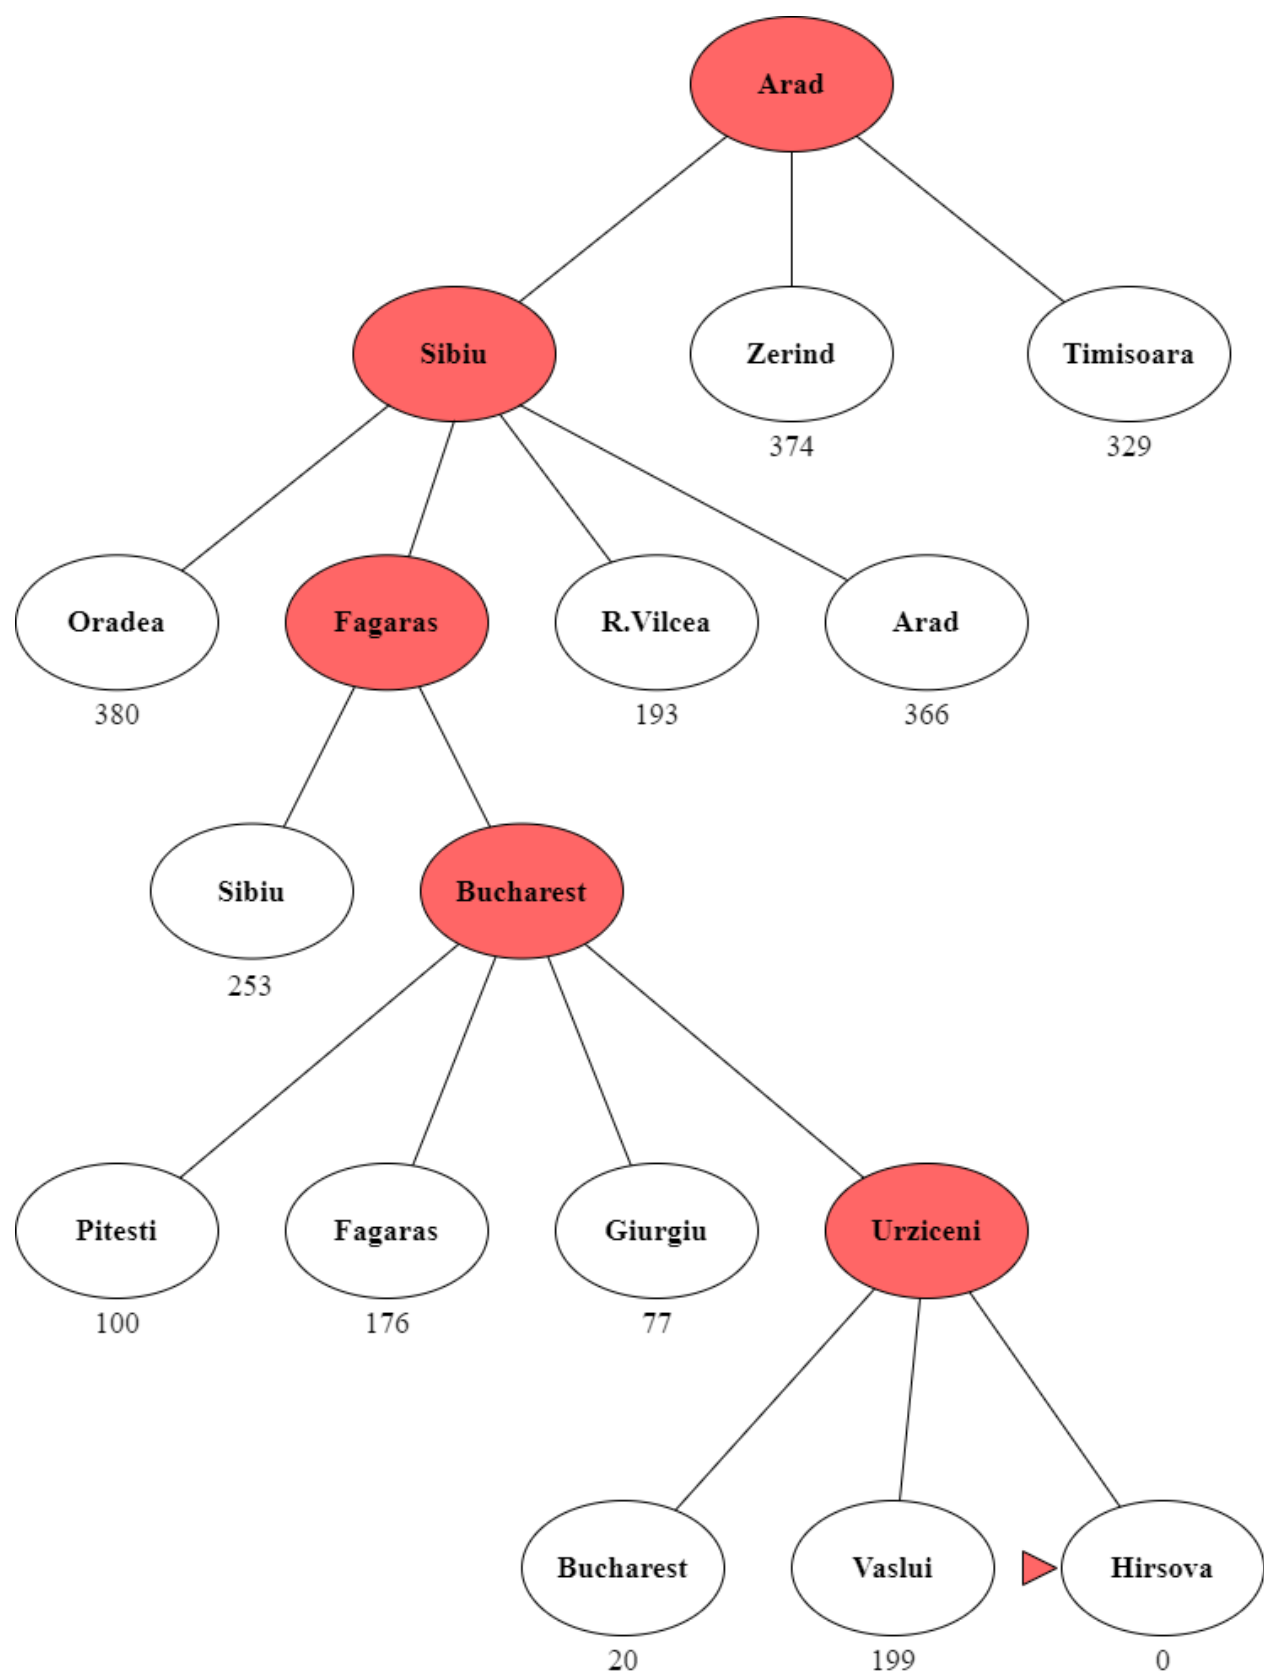 Arad
Sibiu
Zerind
Timisoara
374
329
Oradea
Fagaras
R.Vilcea
Arad
380
193
366
Sibiu
Bucharest
253
Pitesti
Fagaras
Giurgiu
Urziceni
100
176
77
Bucharest
Vaslui
Hirsova
20
199
0